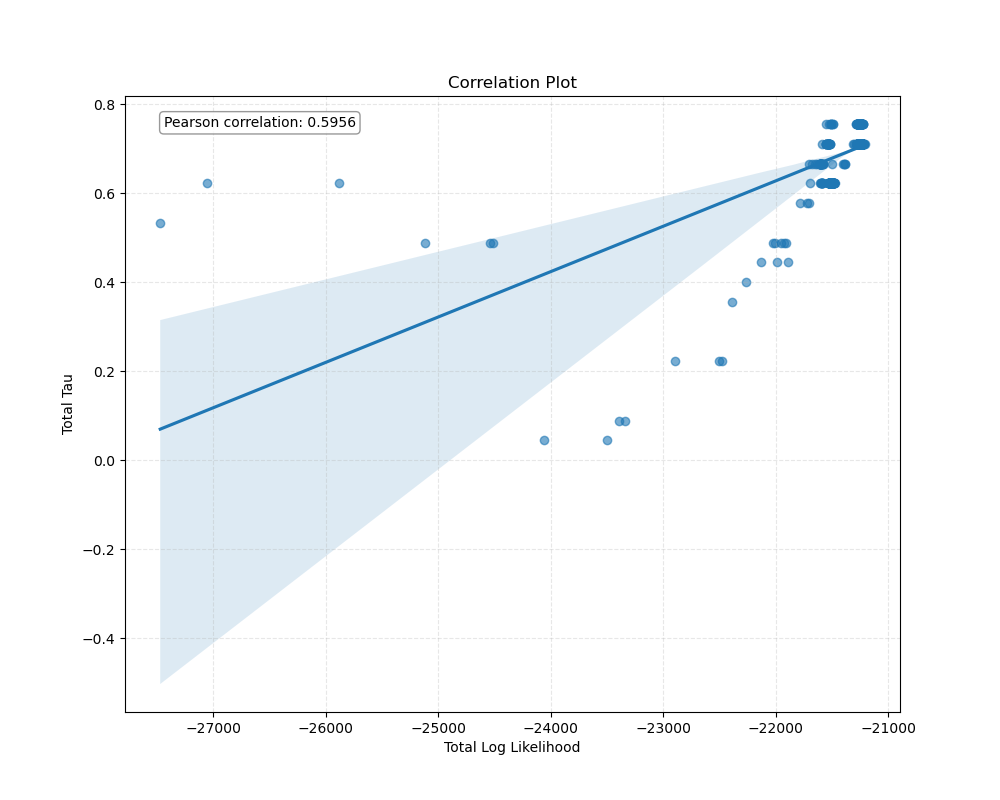 Correlation Plot
Pearson correlation: 0.5956
0.8
0.6
0.4
0.2
0.0
−0.2
−0.4
Total Tau
−27000 −26000 −25000 −24000 −23000 −22000 −21000
Total Log Likelihood